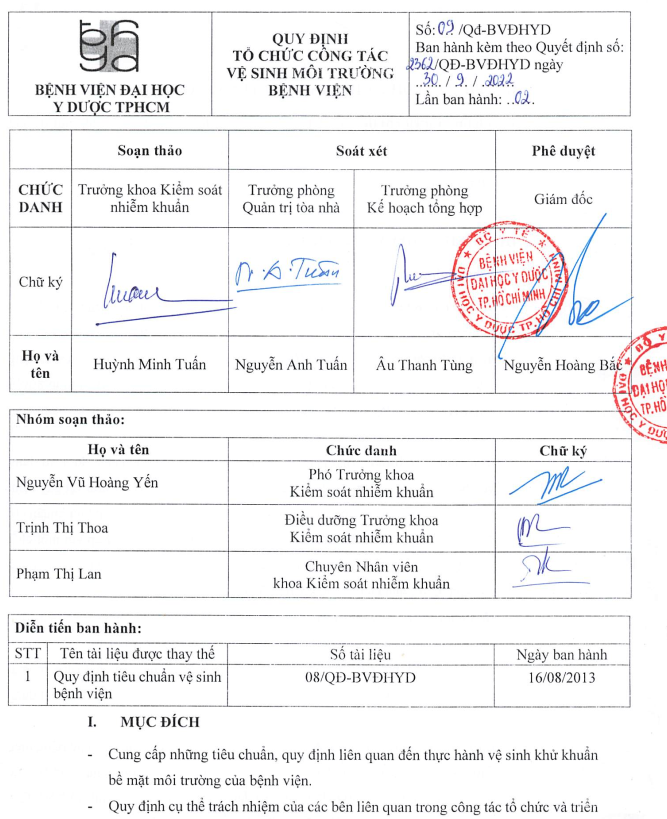 BỆNH VIỆN ĐẠI HỌC
Y DƯỢC TPHCM
QUY ĐỊNH
TỔ CHỨC CÔNG TÁC
VỆ SINH MÔI TRƯỜNG
BỆNH VIỆN
Số: 09 /Qđ-BVĐHYD
Ban hành kèm theo Quyết định số:
2362/QĐ-BVĐHYD ngày
30 / 9 / 2022
Lần ban hành: ..02.
Soạn thảo Soát xét Phê duyệt
CHỨC DANH
Trưởng khoa Kiểm soát
nhiễm khuẩn
Trưởng phòng
Quản trị tòa nhà
Trưởng phòng
Kế hoạch tổng hợp
Giám đốc
Chữ ký
BỘ Y TẾ
BỆNH VIỆN
ĐẠI HỌC Y DƯỢC
TP.HỒ CHÍ MINH
ĐẠI HỌC Y DƯỢC TP.HỒ CHÍ MINH
Họ và tên
Huỳnh Minh Tuấn Nguyễn Anh Tuấn Âu Thanh Tùng Nguyễn Hoàng Bắc
Nhóm soạn thảo:
Họ và tên Chức danh Chữ ký
Nguyễn Vũ Hoàng Yến
Phó Trưởng khoa
Kiểm soát nhiễm khuẩn
Trịnh Thị Thoa
Điều dưỡng Trưởng khoa
Kiểm soát nhiễm khuẩn
Phạm Thị Lan
Chuyên Nhân viên
khoa Kiểm soát nhiễm khuẩn
Diễn tiến ban hành:
STT Tên tài liệu được thay thế Số tài liệu Ngày ban hành
1 Quy định tiêu chuẩn vệ sinh bệnh viện 08/QĐ-BVĐHYD 16/08/2013
I. MỤC ĐÍCH
- Cung cấp những tiêu chuẩn, quy định liên quan đến thực hành vệ sinh khử khuẩn
bề mặt môi trường của bệnh viện.
- Quy định cụ thể trách nhiệm của các bên liên quan trong công tác tổ chức và triển